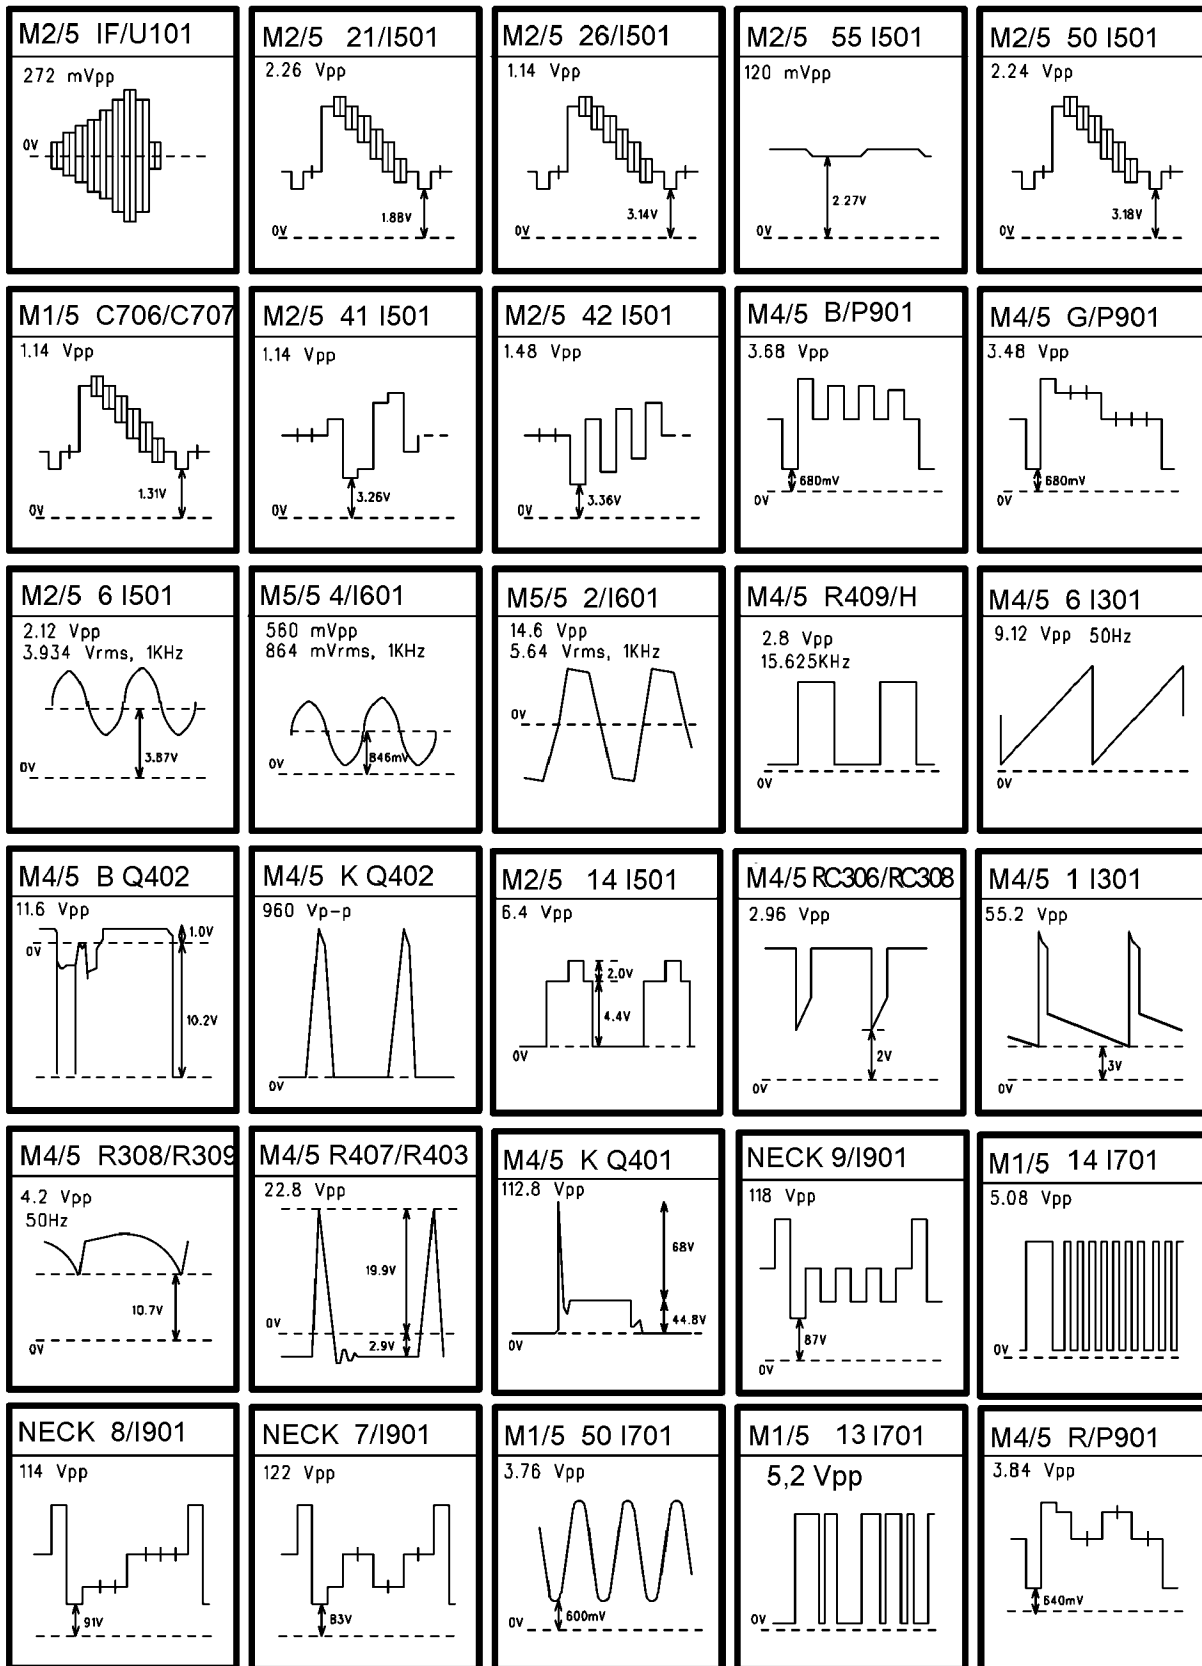 M2/5 IF/U101
272 mVpp
0V
M2/5 21/I501
2.26 Vpp
1.88V
0V
M2/5 26/I501
1.14 Vpp
3.14V
0V
M2/5 55 I501
120 mVpp
2.27V
0V
M2/5 50 I501
2.24 Vpp
3.18V
0V
M1/5 C706/C707
1.14 Vpp
1.31V
0V
M2/5 41 I501
1.14 Vpp
3.26V
0V
M2/5 42 I501
1.48 Vpp
3.36V
0V
M4/5 B/P901
3.68 Vpp
680mV
0V
M4/5 G/P901
3.48 Vpp
680mV
0V
M2/5 6 I501
2.12 Vpp
3.934 Vrms, 1KHz
3.87V
0V
M5/5 4/I601
560 mVpp
864 mVrms, 1KHz
846mV
0V
M5/5 2/I601
14.6 Vpp
5.64 Vrms, 1KHz
0V
M4/5 R409/H
2.8 Vpp
15.625KHz
0V
M4/5 6 I301
9.12 Vpp 50Hz
0V
M4/5 B Q402
11.6 Vpp
1.0V
0V
10.2V
0V
M4/5 K Q402
960 Vp-p
0V
M2/5 14 I501
6.4 Vpp
2.0V
4.4V
0V
M4/5 RC306/RC308
2.96 Vpp
2V
0V
M4/5 1 I301
55.2 Vpp
3V
0V
M4/5 R308/R309
4.2 Vpp
50Hz
10.7V
0V
M4/5 R407/R403
22.8 Vpp
19.9V
0V
2.9V
M4/5 K Q401
112.8 Vpp
68V
44.8V
0V
NECK 9/I901
118 Vpp
87V
0V
M1/5 14 I701
5.08 Vpp
0V
NECK 8/I901
114 Vpp
91V
0V
NECK 7/I901
122 Vpp
83V
0V
M1/5 50 I701
3.76 Vpp
600mV
0V
M1/5 13 I701
5,2 Vpp
0V
M4/5 R/P901
3.84 Vpp
640mV
0V